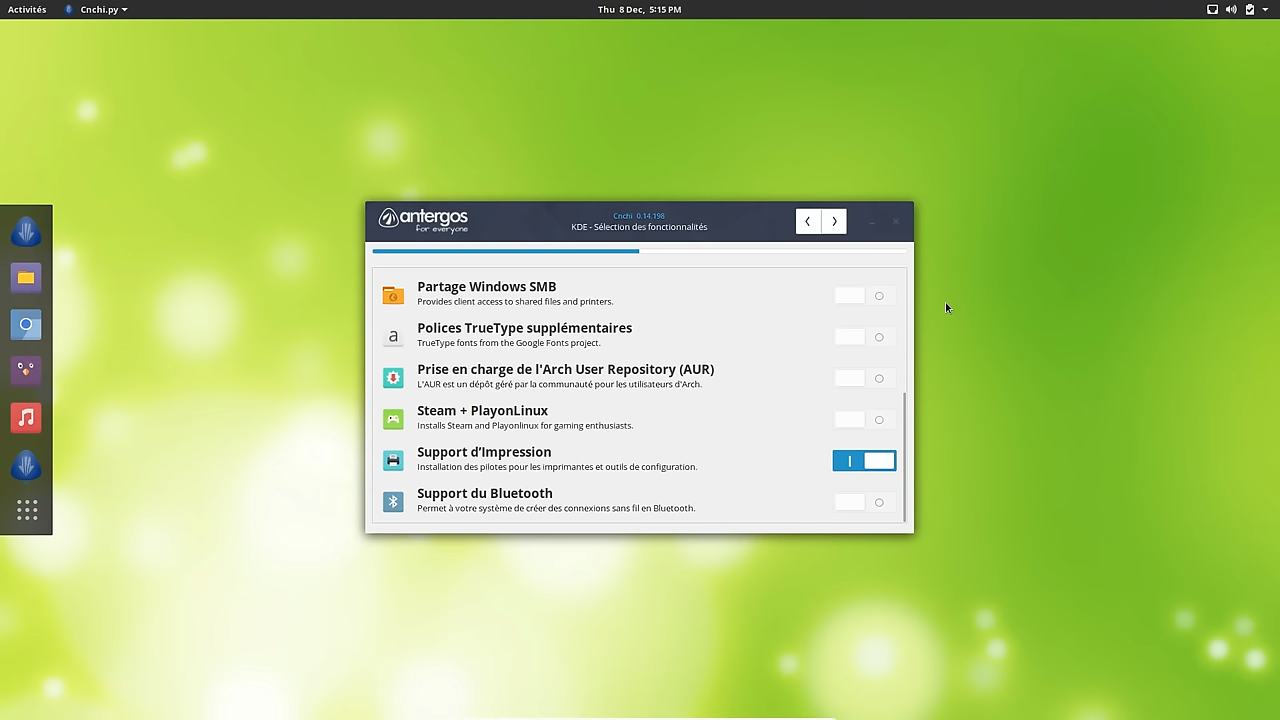 Activités
Cnchi.py
Thu 8 Dec, 5:15 PM
antergos
for everyone
Cnchi 0.14.198
KDE - Sélection des fonctionnalités
Partage Windows SMB
Provides client access to shared files and printers.
a
Polices TrueType supplémentaires
TrueType fonts from the Google Fonts project.
Prise en charge de l'Arch User Repository (AUR)
L'AUR est un dépôt géré par la communauté pour les utilisateurs d'Arch.
Steam + PlayonLinux
Installs Steam and Playonlinux for gaming enthusiasts.
Support d’Impression
Installation des pilotes pour les imprimantes et outils de configuration.
Support du Bluetooth
Permet à votre système de créer des connexions sans fil en Bluetooth.